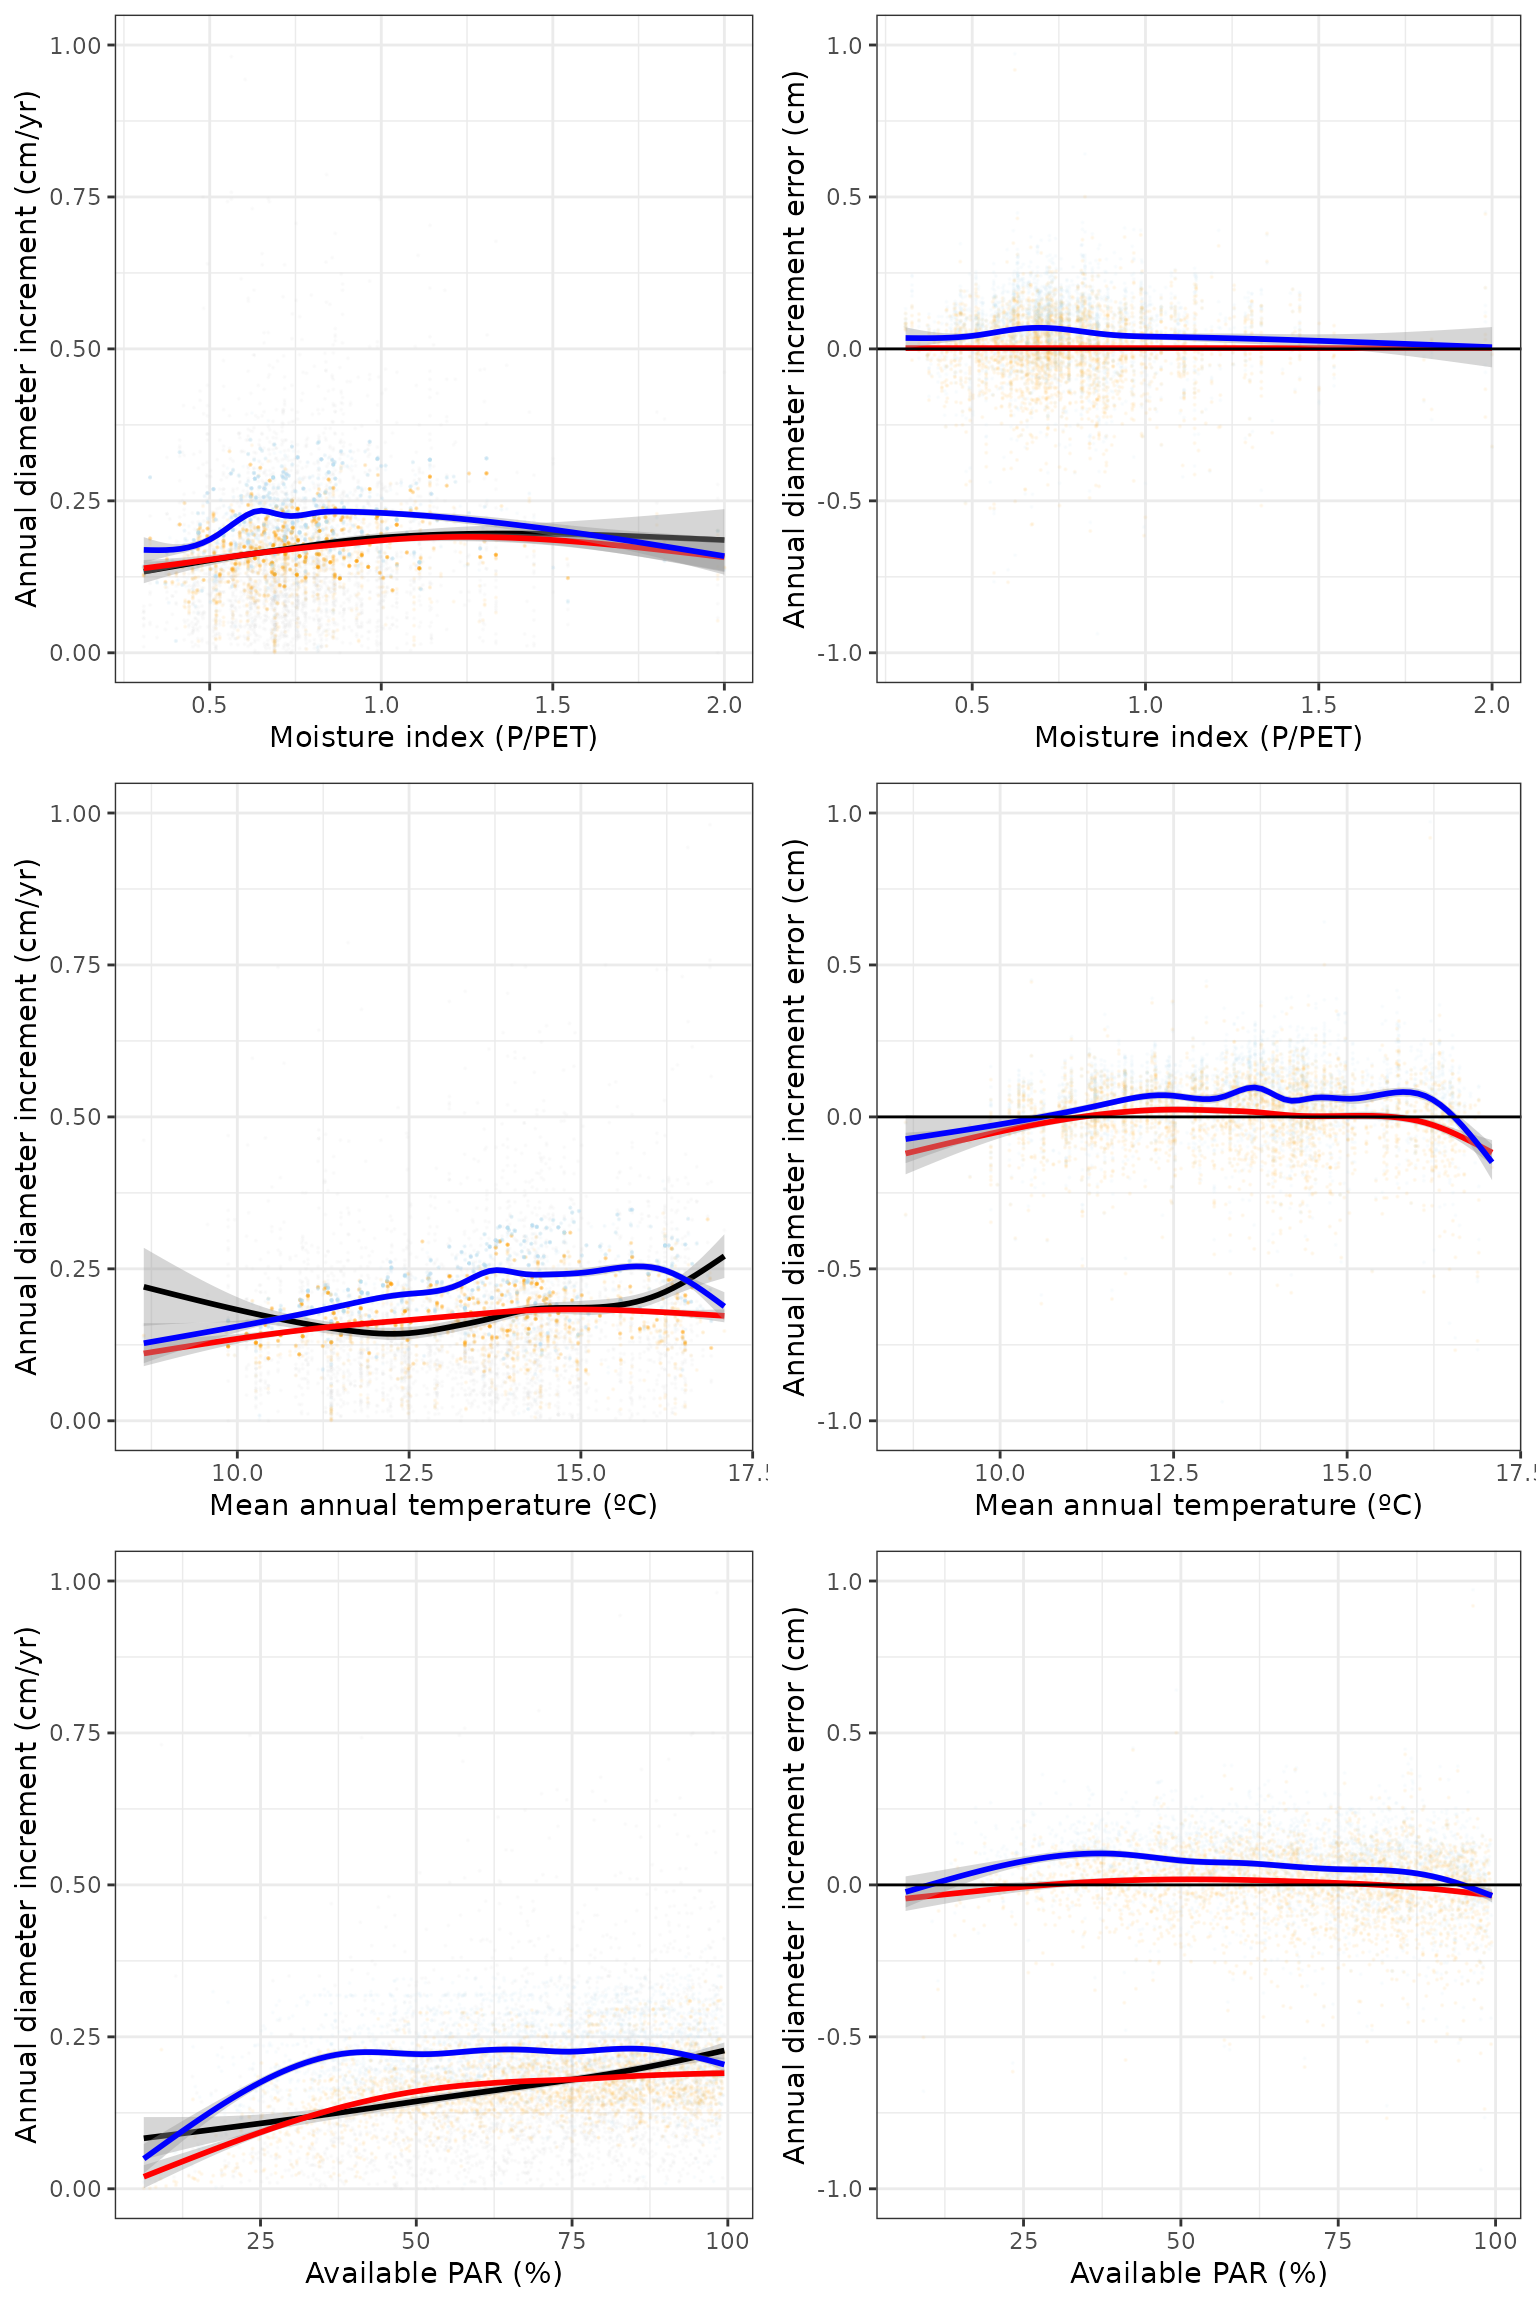 Annual diameter increment (cm/yr)
1.00
0.75
0.50
0.25
0.00
0.5 1.0 1.5 2.0
Moisture index (P/PET)
Annual diameter increment error (cm)
1.0
0.5
0.0
-0.5
-1.0
0.5 1.0 1.5 2.0
Moisture index (P/PET)
Annual diameter increment (cm/yr)
1.00
0.75
0.50
0.25
0.00
10.0 12.5 15.0 17.5
Mean annual temperature (ºC)
Annual diameter increment error (cm)
1.0
0.5
0.0
-0.5
-1.0
10.0 12.5 15.0 17.5
Mean annual temperature (ºC)
Annual diameter increment (cm/yr)
1.00
0.75
0.50
0.25
0.00
25 50 75 100
Available PAR (%)
Annual diameter increment error (cm)
1.0
0.5
0.0
-0.5
-1.0
25 50 75 100
Available PAR (%)